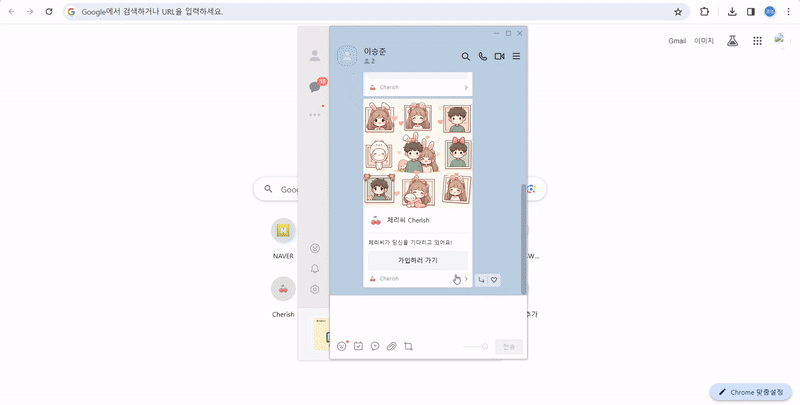 Google에서 검색하거나 URL을 입력하세요.
Gmail 이미지
이승준
2
13
Cherish
체리씨 Cherish
체리씨가 당신을 기다리고 있어요!
가입하러 가기
Cherish
Goo
NAVER
W...
Cherish
추가
전송
Chrome 맞춤설정